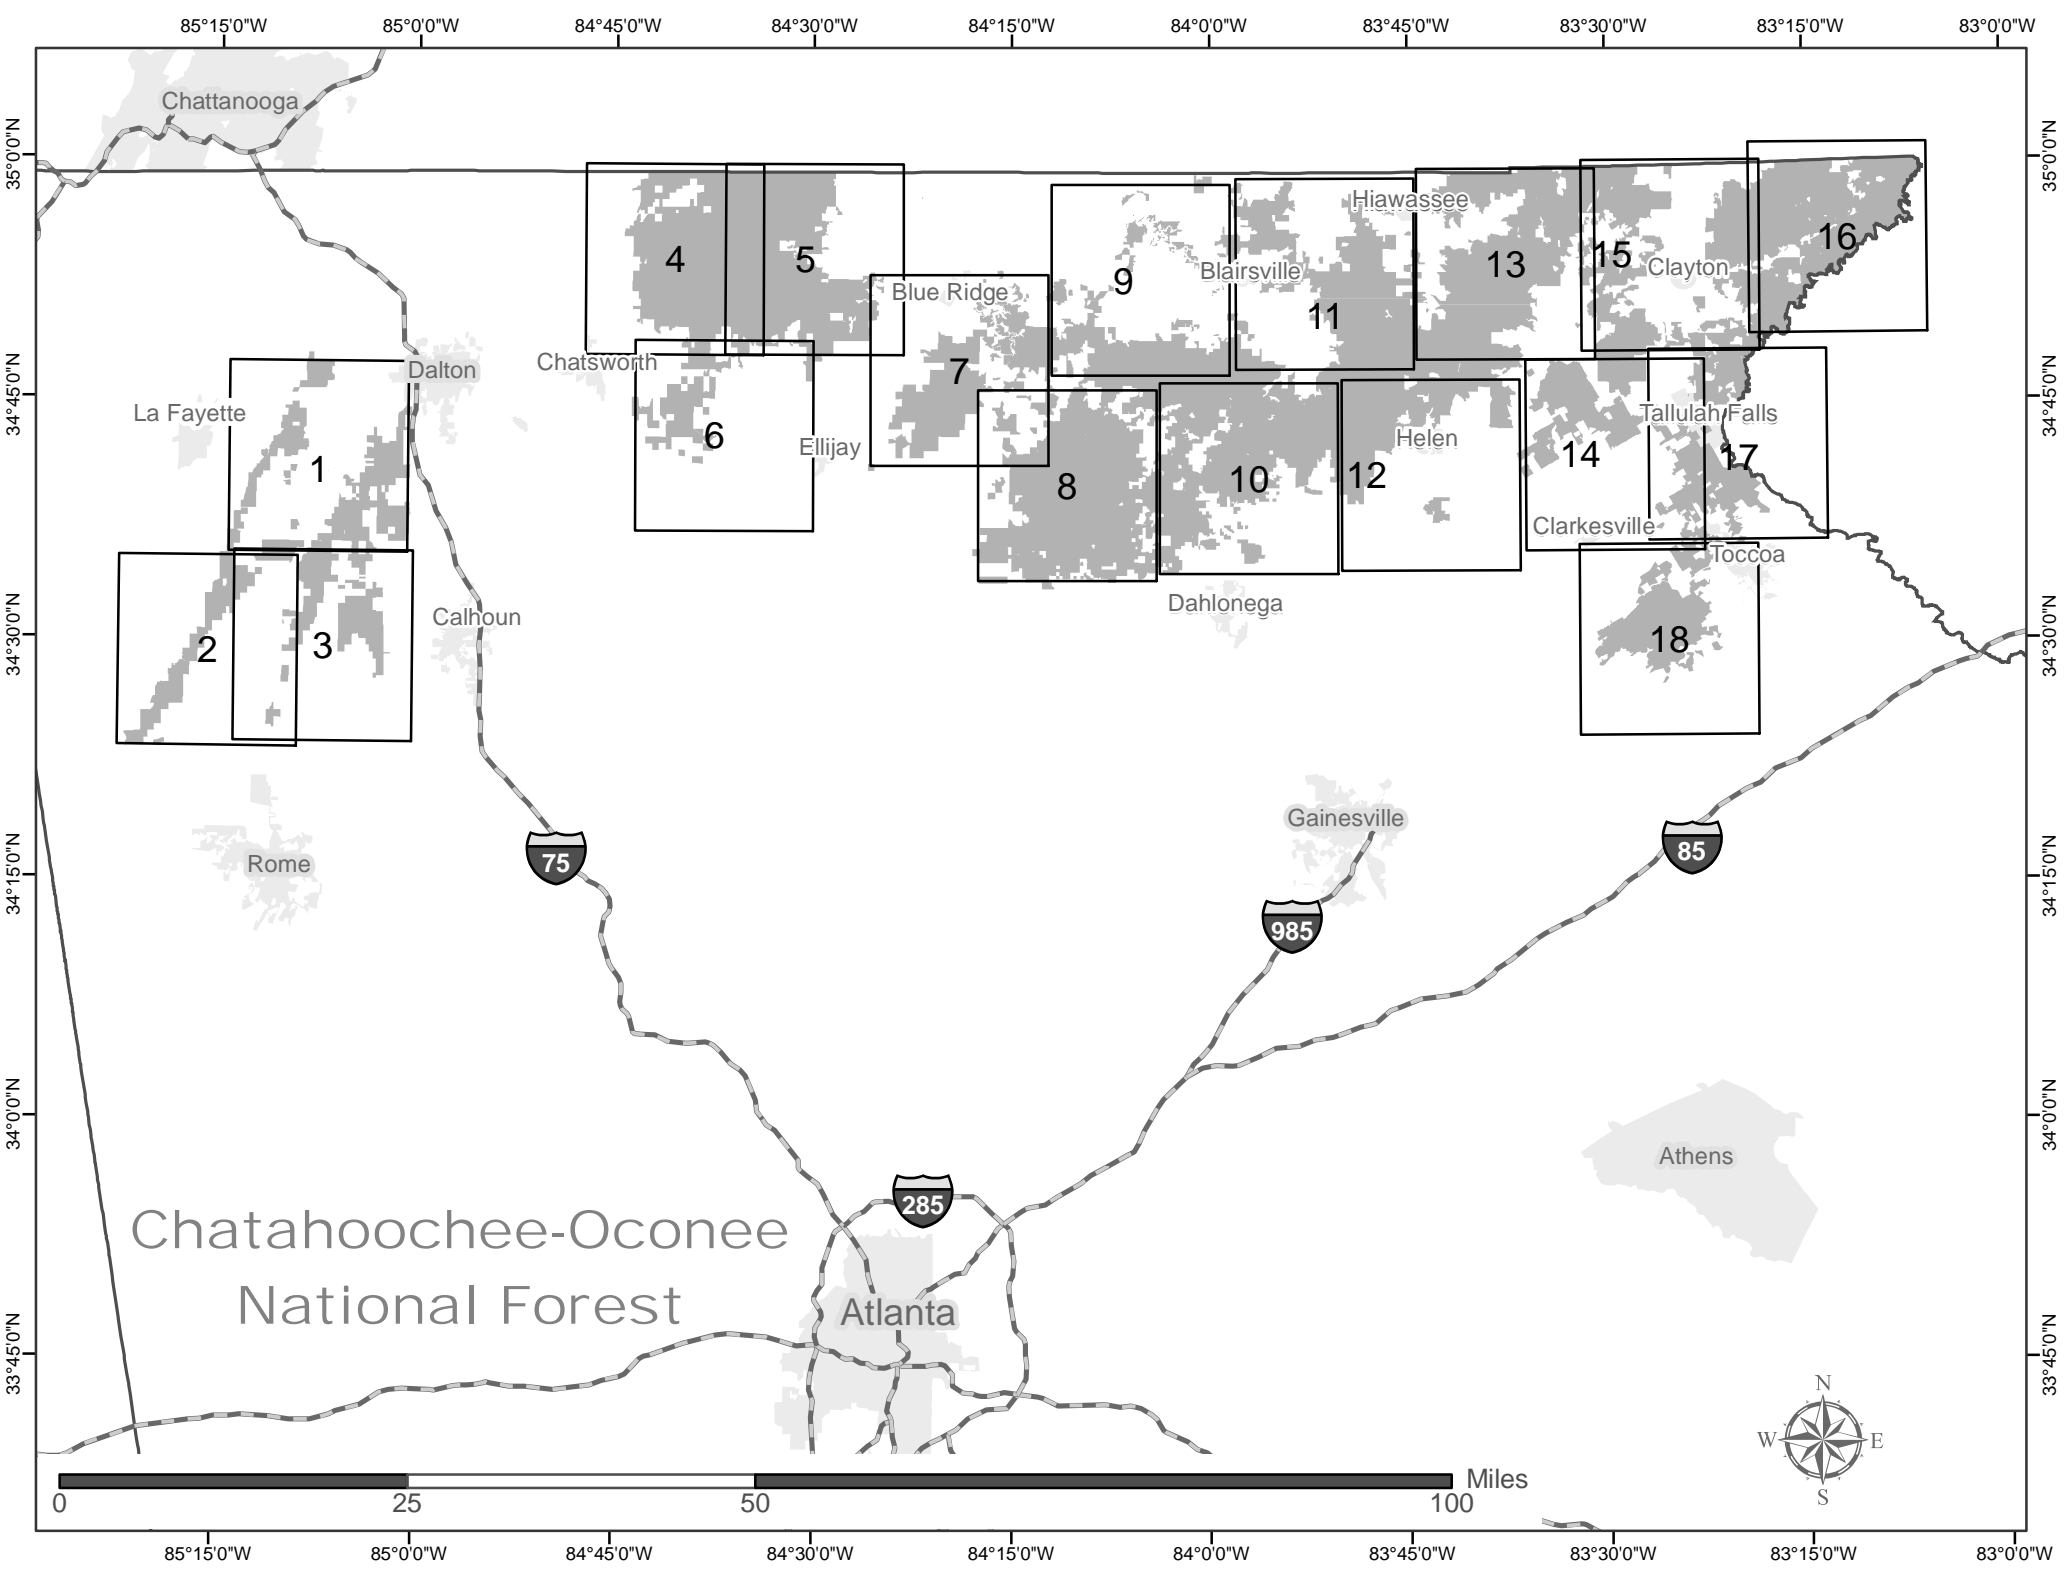 85°15'0"W 85°0'0"W 84°45'0"W 84°30'0"W 84°15'0"W 84°0'0"W 83°45'0"W 83°30'0"W 83°15'0"W 83°0'0"W
Chattanooga
35°0'0"N
35°0'0"N
Hiawassee
4
5
9
Blairsville
13
15
Clayton
16
Blue Ridge
11
Chatsworth
Dalton
7
34°45'0"N
34°45'0"N
La Fayette
Tallulah Falls
6
Ellijay
Helen
1
8
10
12
14
17
Clarkesville
Toccoa
Calhoun
Dahlonega
34°30'0"N
34°30'0"N
2
3
18
Gainesville
Rome
75
85
34°15'0"N
34°15'0"N
985
34°0'0"N
34°0'0"N
Athens
285
Chatahoochee-Oconee
National Forest
Atlanta
33°45'0"N
33°45'0"N
N
W E
S
Miles
0 25 50 100
85°15'0"W 85°0'0"W 84°45'0"W 84°30'0"W 84°15'0"W 84°0'0"W 83°45'0"W 83°30'0"W 83°15'0"W 83°0'0"W